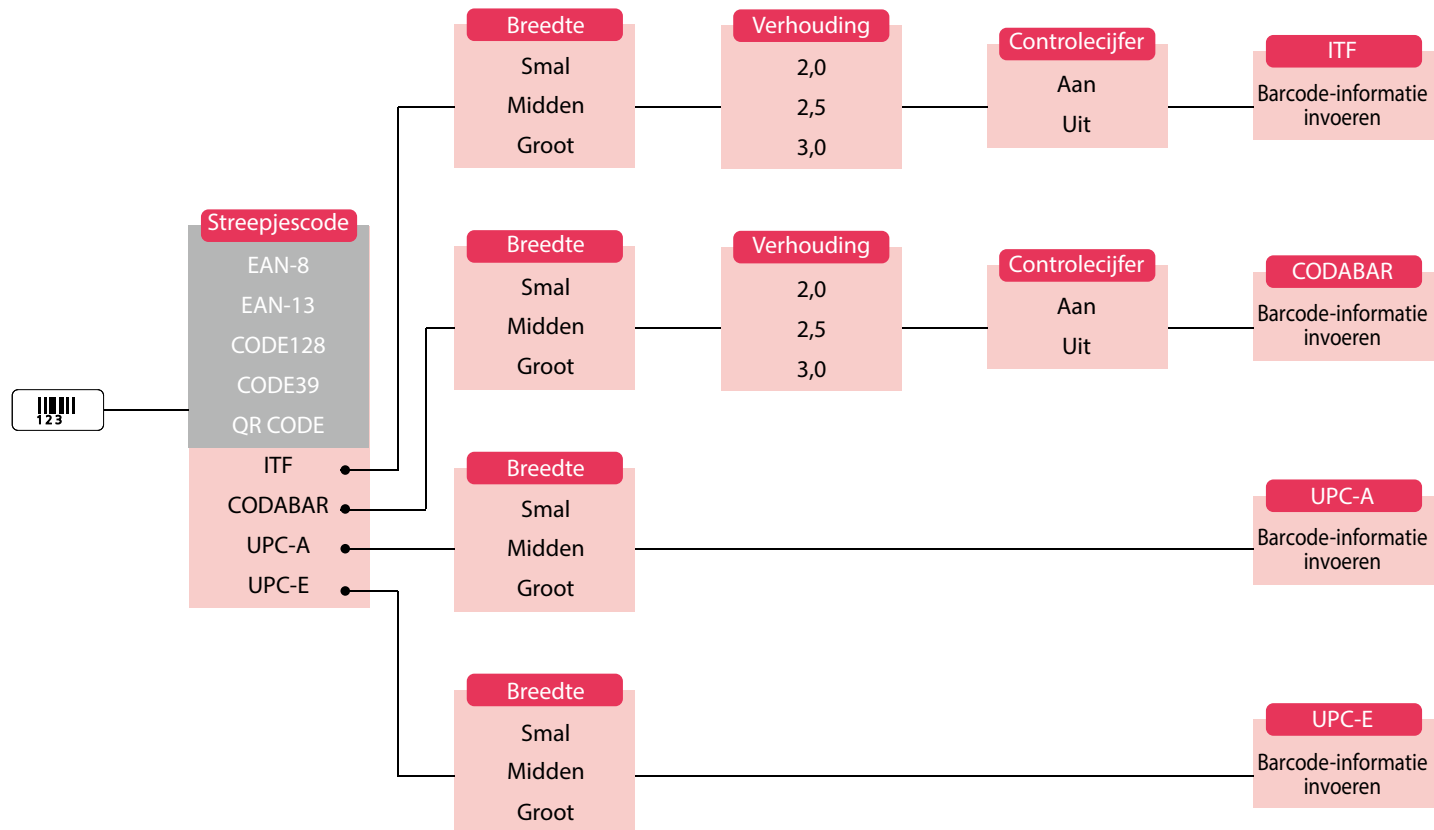 123
Streepjescode
EAN-8
EAN-13
CODE128
CODE39
QR CODE
ITF
CODABAR
UPC-A
UPC-E
Breedte
Smal
Midden
Groot
Verhouding
2,0
2,5
3,0
Controlecijfer
Aan
Uit
ITF
Barcode-informatie
invoeren
Breedte
Smal
Midden
Groot
Verhouding
2,0
2,5
3,0
Controlecijfer
Aan
Uit
CODABAR
Barcode-informatie
invoeren
Breedte
Smal
Midden
Groot
UPC-A
Barcode-informatie
invoeren
Breedte
Smal
Midden
Groot
UPC-E
Barcode-informatie
invoeren